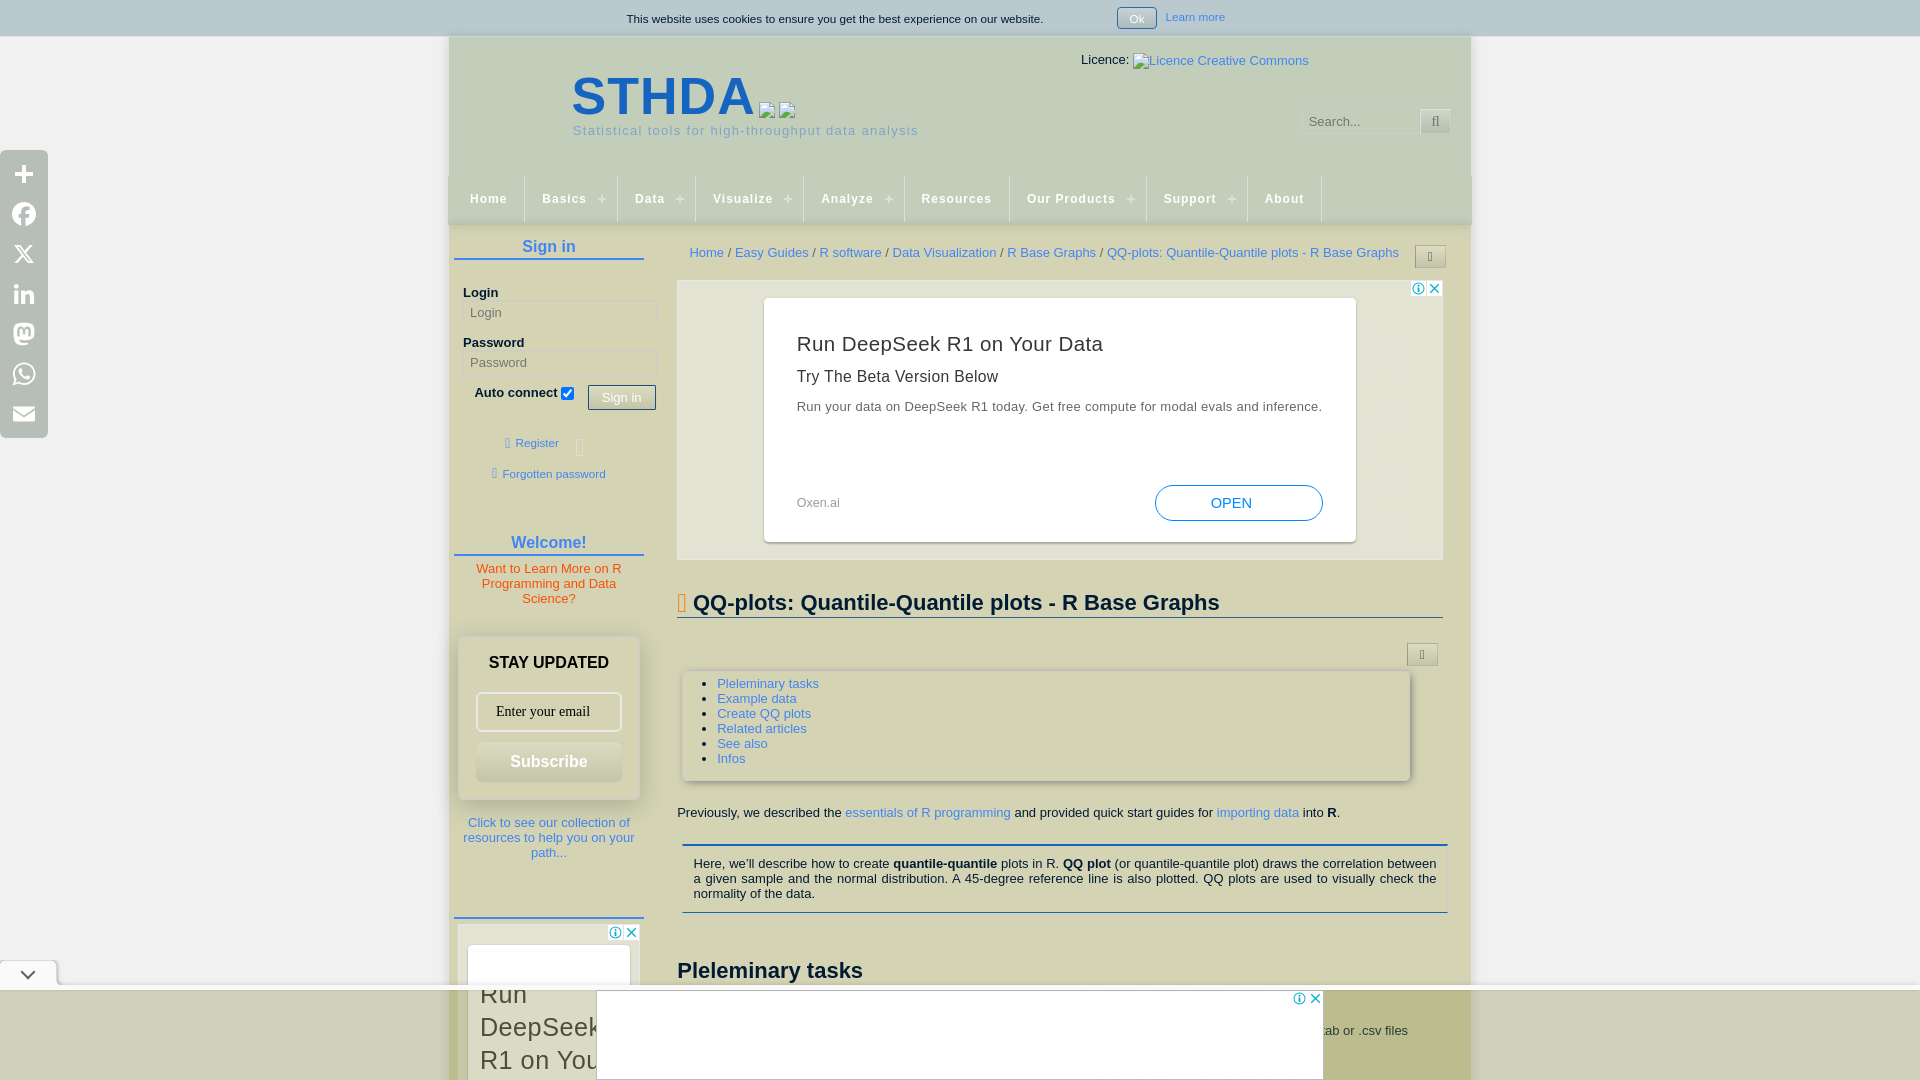 This website uses cookies to ensure you get the best experience on our website.
Ok
Learn more
Licence: Licence Creative Commons
STHDA
Statistical tools for high-throughput data analysis
Search...
Home
Basics
Data
Visualize
Analyze
Resources
Our Products
Support
About
Sign in
Login
Login
Password
Password
Auto connect
Sign in
Register
Forgotten password
Welcome!
Want to Learn More on R
Programming and Data
Science?
STAY UPDATED
Enter your email
Subscribe
Click to see our collection of
resources to help you on your
path...
Run
DeepSeek
R1 on You
Home / Easy Guides / R software / Data Visualization / R Base Graphs / QQ-plots: Quantile-Quantile plots - R Base Graphs
Run DeepSeek R1 on Your Data
Try The Beta Version Below
Run your data on DeepSeek R1 today. Get free compute for modal evals and inference.
Oxen.ai
OPEN
QQ-plots: Quantile-Quantile plots - R Base Graphs
Pleleminary tasks
Example data
Create QQ plots
Related articles
See also
Infos
Previously, we described the essentials of R programming and provided quick start guides for importing data into R.
Here, we’ll describe how to create quantile-quantile plots in R. QQ plot (or quantile-quantile plot) draws the correlation between
a given sample and the normal distribution. A 45-degree reference line is also plotted. QQ plots are used to visually check the
normality of the data.
Pleleminary tasks
tab or .csv files